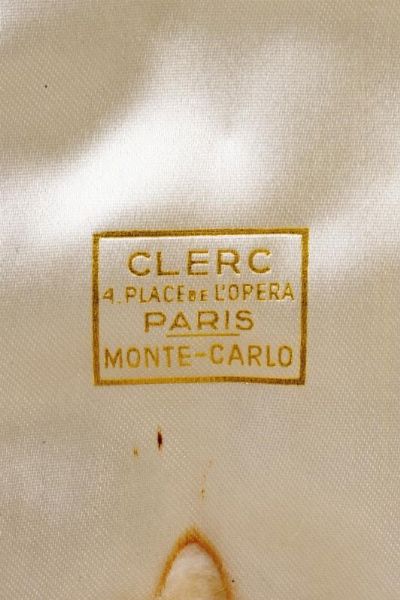 CLERC
4. PLACE DE L'OPERA
PARIS
MONTE-CARLO